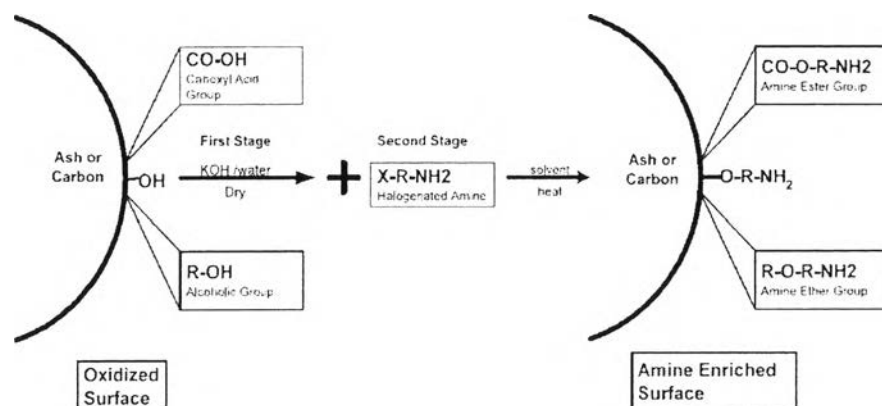 CO-OH
Carboxyl Acid
Group
Ash or
Carbon
OH
R-OH
Alcoholic Group
Oxidized
Surface
First Stage
KOH /water
Dry
+
Second Stage
X-R-NH2
Halogenated Amine
solvent
heat
CO-O-R-NH2
Amine Ester Group
Ash or
Carbon
O-R-NH₂
R-O-R-NH2
Amine Ether Group
Amine Enriched
Surface